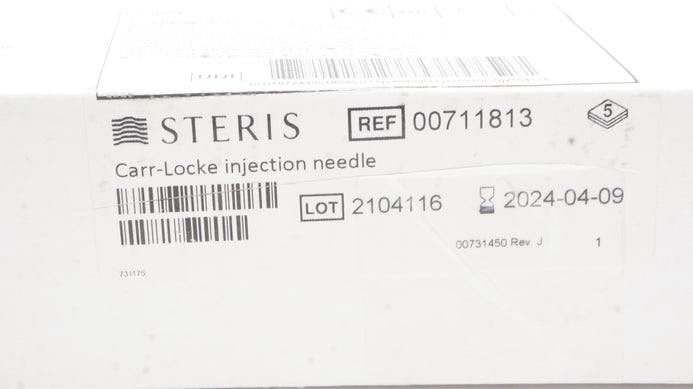 STERIS REF 00711813 5
Carr-Locke injection needle
LOT 2104116 2024-04-09
00731450 Rev. J 1
731175